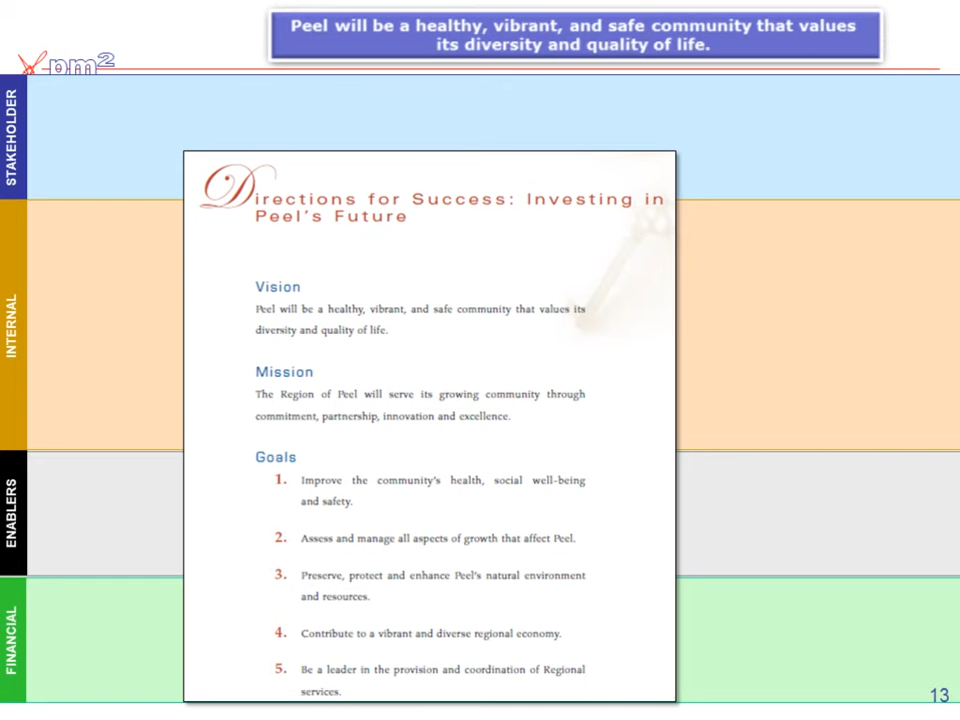 Peel will be a healthy, vibrant, and safe community that values
its diversity and quality of life.
pm2
STAKEHOLDER
INTERNAL
ENABLERS
FINANCIAL
Directions for Success: Investing in
Peel's Future
Vision
Peel will be a healthy, vibrant, and safe community that values its
diversity and quality of life.
Mission
The Region of Peel will serve its growing community through
commitment, partnership, innovation and excellence.
Goals
1. Improve the community's health, social well-being
and safety.
2. Assess and manage all aspects of growth that affect Peel.
3. Preserve, protect and enhance Peel's natural environment
and resources.
4. Contribute to a vibrant and diverse regional economy.
5. Be a leader in the provision and coordination of Regional
services.
13